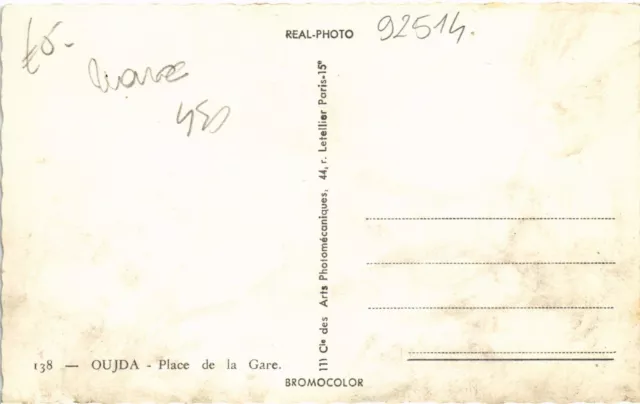 REAL-PHOTO
92514.
€5-
Maroc
450
111 Cie des Arts Photomécaniques, 44, r. Letellier Paris-15e
138 — OUJDA - Place de la Gare.
BROMOCOLOR